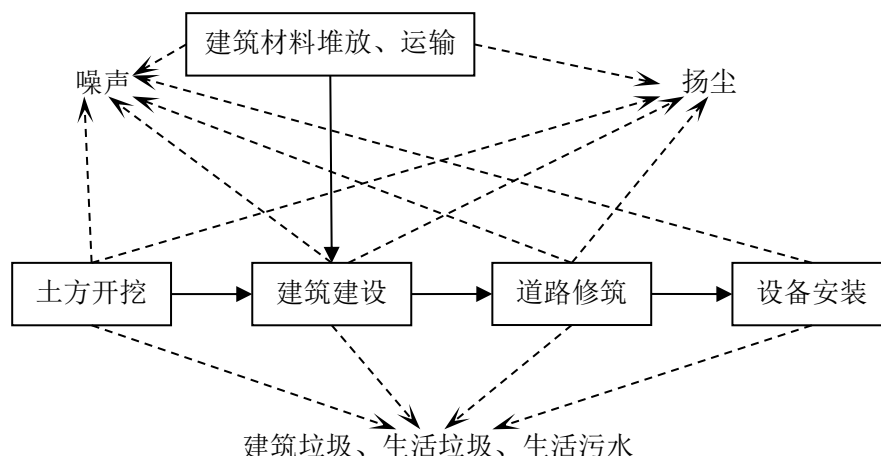 建筑材料堆放、运输
噪声
扬尘
土方开挖
建筑建设
道路修筑
设备安装
建筑垃圾、生活垃圾、生活污水